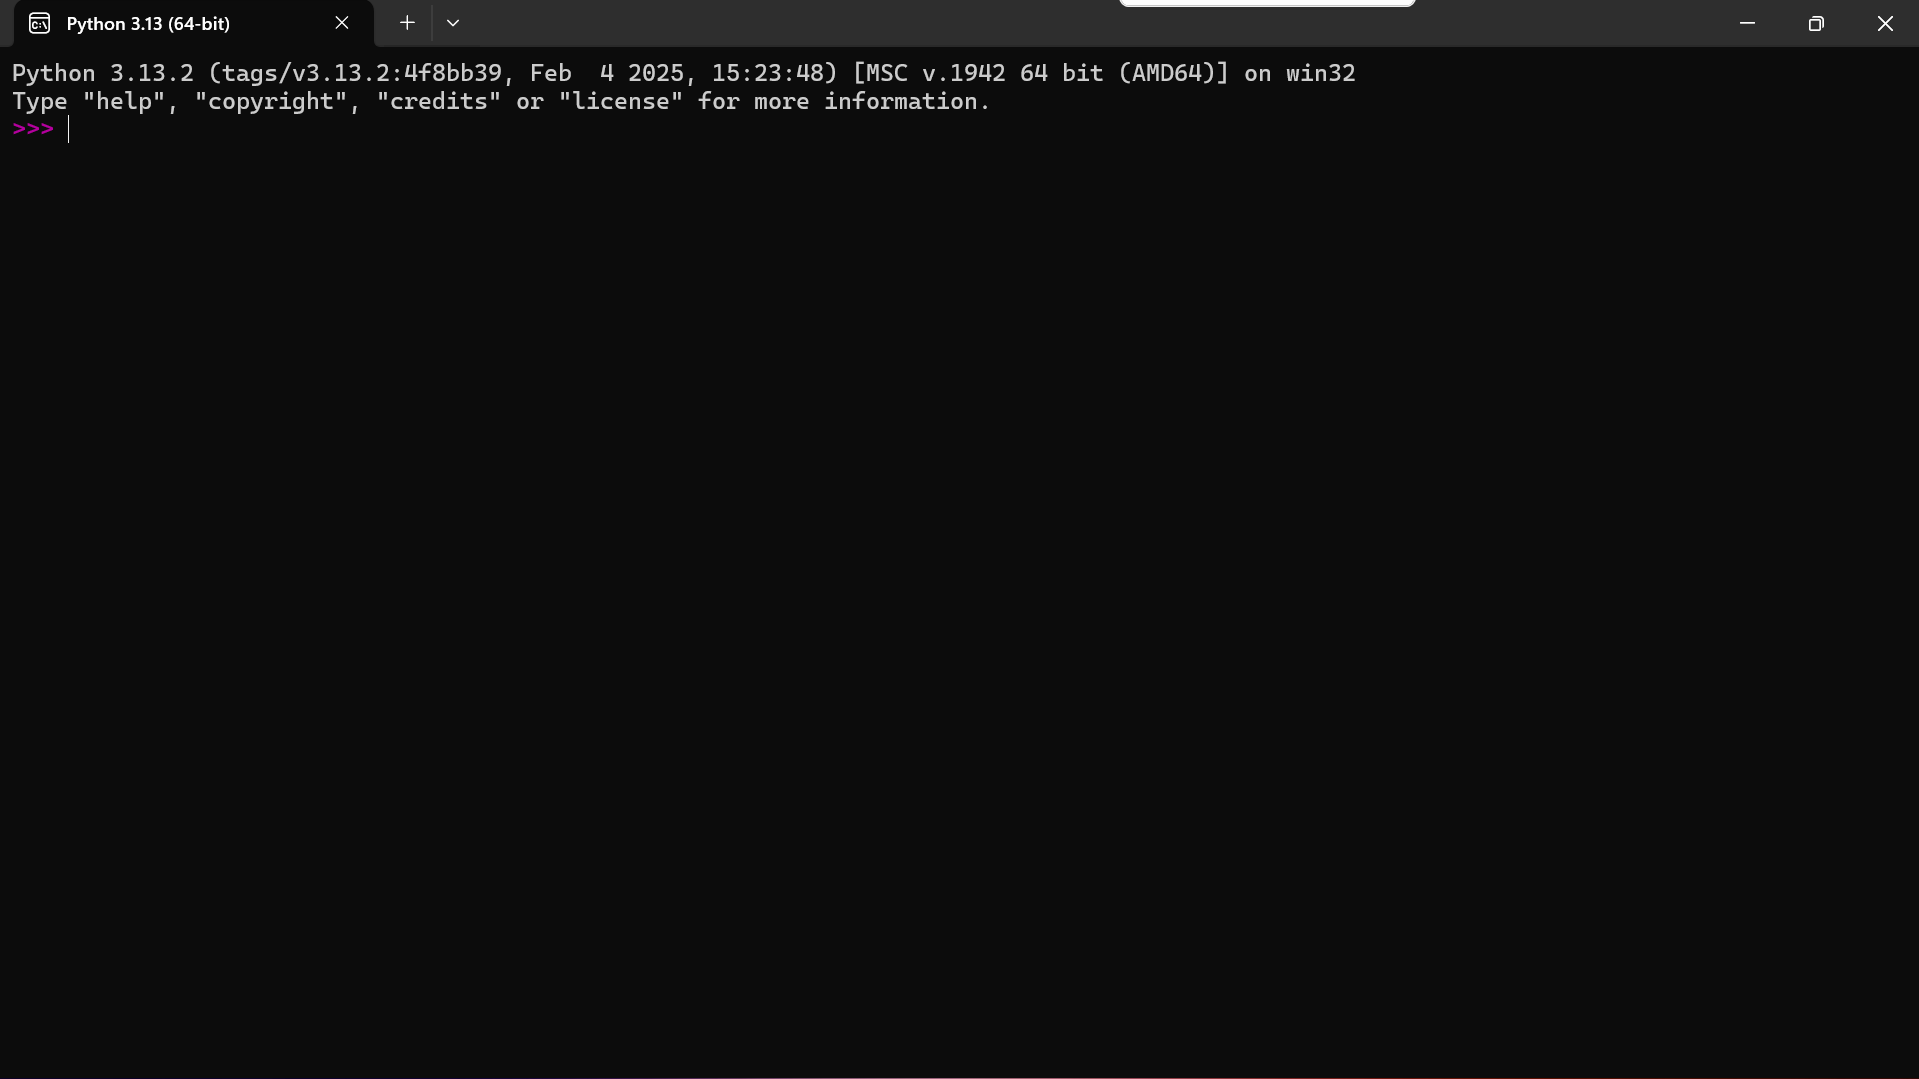 Python 3.13 (64-bit)
Python 3.13.2 (tags/v3.13.2:4f8bb39, Feb  4 2025, 15:23:48) [MSC v.1942 64 bit (AMD64)] on win32
Type "help", "copyright", "credits" or "license" for more information.
>>>